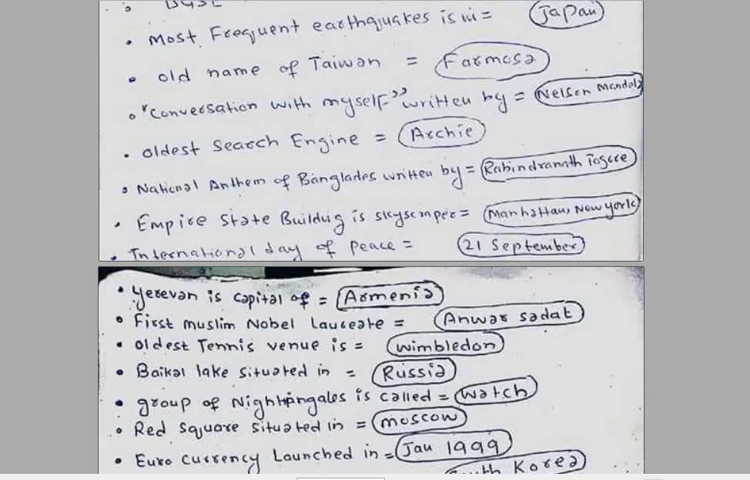 • Most Frequent earthquakes is in = Japan
• old name of Taiwan = Farmosa
• "Conversation with myself" written by = Nelson Mandela
• oldest Search Engine = Archie
• National Anthem of Banglades written by = Rabindranath Tagore
• Empire State Buildig is skyscraper = Manhattan, New York
• International day of peace = 21 September
• Yerevan is capital of = Armenia
• First muslim Nobel Laureate = Anwar sadat
• oldest Tennis venue is = wimbledon
• Baikal lake situated in = Russia
• group of Nightingales is called = watch
• Red Square situated in = moscow
• Euro currency Launched in = Jan 1999
Korea